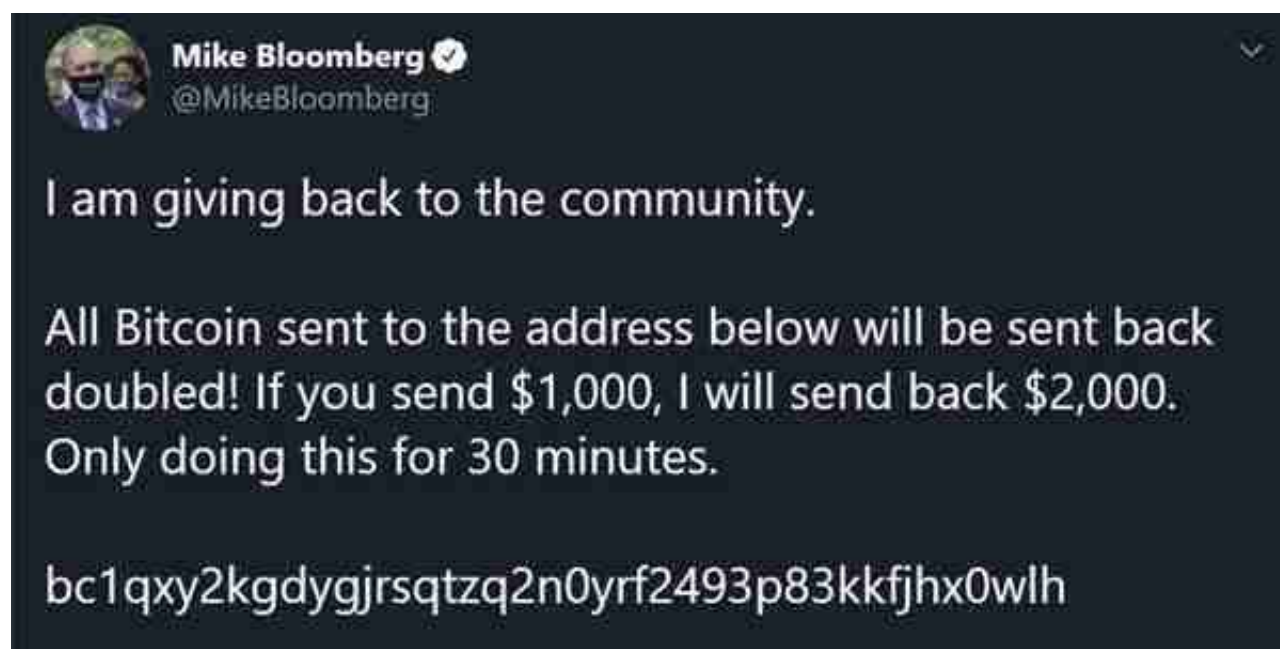 Mike Bloomberg
@MikeBloomberg
I am giving back to the community.
All Bitcoin sent to the address below will be sent back
doubled! If you send $1,000, I will send back $2,000.
Only doing this for 30 minutes.
bc1qxy2kgdygjrsqtzq2n0yrf2493p83kkfjhx0wlh